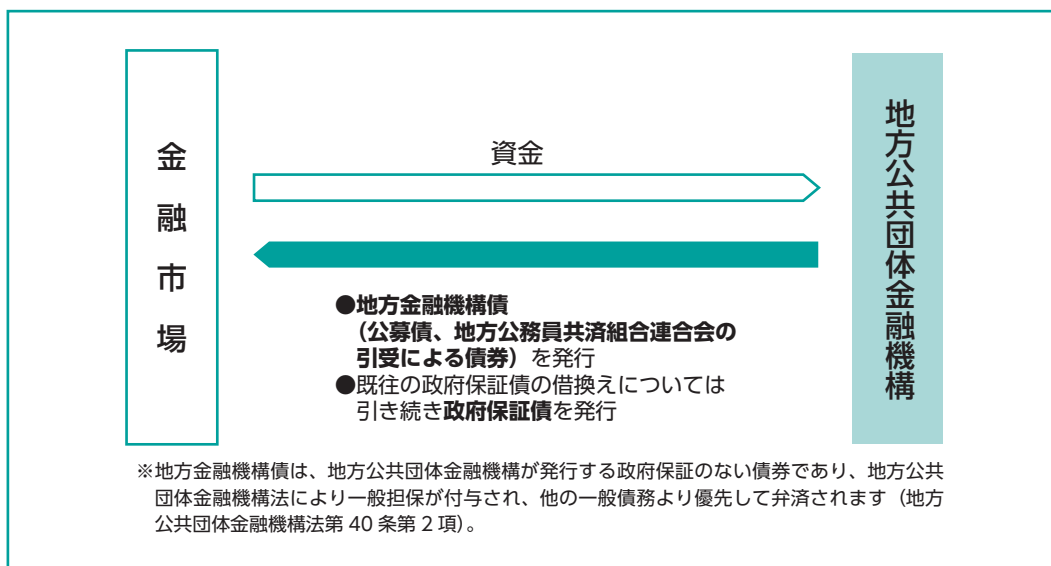 金融市場
資金
地方公共団体金融機構
●地方金融機構債
（公募債、地方公務員共済組合連合会の
引受による債券）を発行
●既往の政府保証債の借換えについては
引き続き政府保証債を発行
※地方金融機構債は、地方公共団体金融機構が発行する政府保証のない債券であり、地方公共
団体金融機構法により一般担保が付与され、他の一般債務より優先して弁済されます（地方
公共団体金融機構法第 40 条第 2 項）。